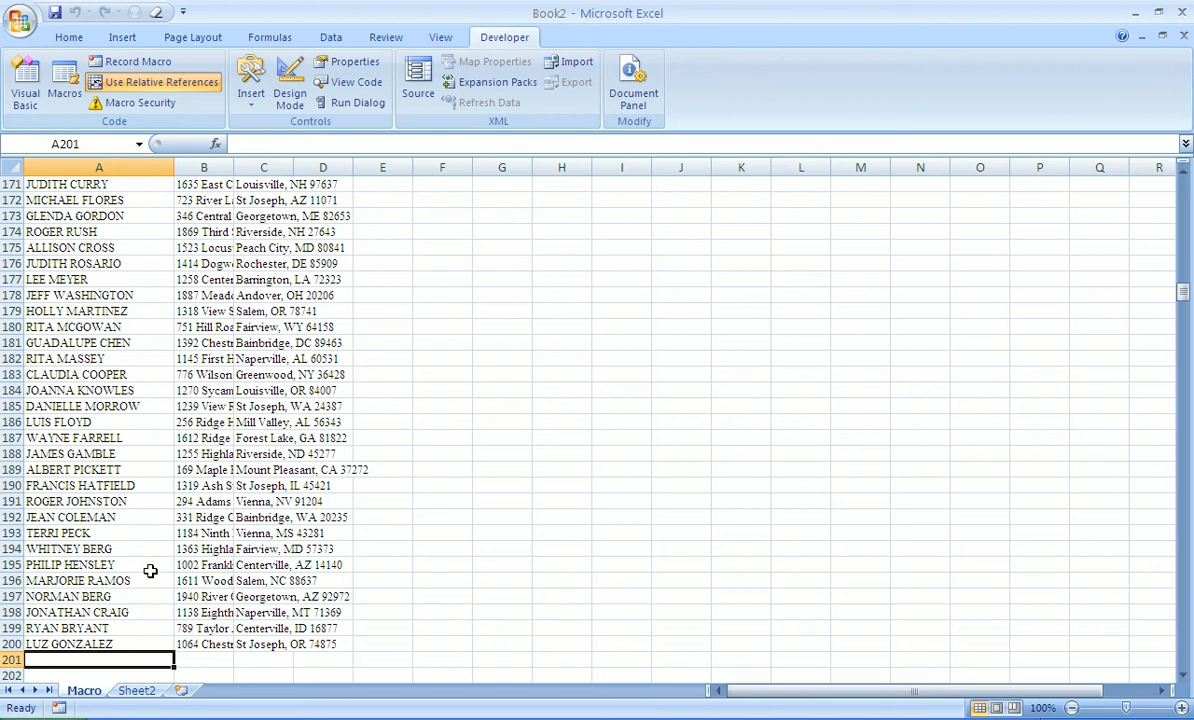 Book2 - Microsoft Excel
Home Insert Page Layout Formulas Data Review View Developer
Visual Basic
Macros
Record Macro
Use Relative References
Macro Security
Code
Insert
Design Mode
Properties
View Code
Run Dialog
Controls
Source
Map Properties
Expansion Packs
Refresh Data
Import
Export
XML
Document Panel
Modify
A201 fx
A B C D E F G H I J K L M N O P Q R
171 JUDITH CURRY 1635 East C Louisville, NH 97637
172 MICHAEL FLORES 723 River L Georgetown St Joseph, AZ 11071
173 GLENDA GORDON 346 Central Georgetown, ME 82653
174 ROGER RUSH 1869 Third Riverside, NH 27643
175 ALLISON CROSS 1523 Locus Peach City, MD 80841
176 JUDITH ROSARIO 1414 Dogw Rochester, DE 85909
177 LEE MEYER 1258 Center Barrington, LA 72323
178 JEFF WASHINGTON 1887 Mead Andover, OH 20206
179 HOLLY MARTINEZ 1318 View S Salem, OR 78741
180 RITA MCGOWAN 751 Hill Roa Fairview, WY 64158
181 GUADALUPE CHEN 1392 Chest Bainbridge, DC 89463
182 RITA MASSEY 1145 First H Naperville, AL 60531
183 CLAUDIA COOPER 776 Wilson Greenwood, NY 36428
184 JOANNA KNOWLES 1270 Sycam Louisville, OR 84007
185 DANIELLE MORROW 1239 View R St Joseph, WA 24387
186 LUIS FLOYD 256 Ridge H Mill Valley, AL 56343
187 WAYNE FARRELL 1612 Ridge Forest Lake, GA 81822
188 JAMES GAMBLE 1255 Highla Riverside, ND 45277
189 ALBERT PICKETT 169 Maple Mount Pleasant, CA 37272
190 FRANCIS HATFIELD 1319 Ash S St Joseph, IL 45421
191 ROGER JOHNSTON 294 Adams Vienna, NV 91204
192 JEAN COLEMAN 331 Ridge C Bainbridge, WA 20235
193 TERRI PECK 1184 Ninth Vienna, MS 43281
194 WHITNEY BERG 1363 Highla Fairview, MD 57373
195 PHILIP HENSLEY 1002 Frankl Centerville, AZ 14140
196 MARJORIE RAMOS 1611 Wood Salem, NC 88637
197 NORMAN BERG 1940 River Georgetown, AZ 92972
198 JONATHAN CRAIG 1138 Eighth Naperville, MT 71369
199 RYAN BRYANT 789 Taylor Centerville, ID 16877
200 LUZ GONZALEZ 1064 Chest St Joseph, OR 74875
201
202
Macro Sheet2
Ready 100%